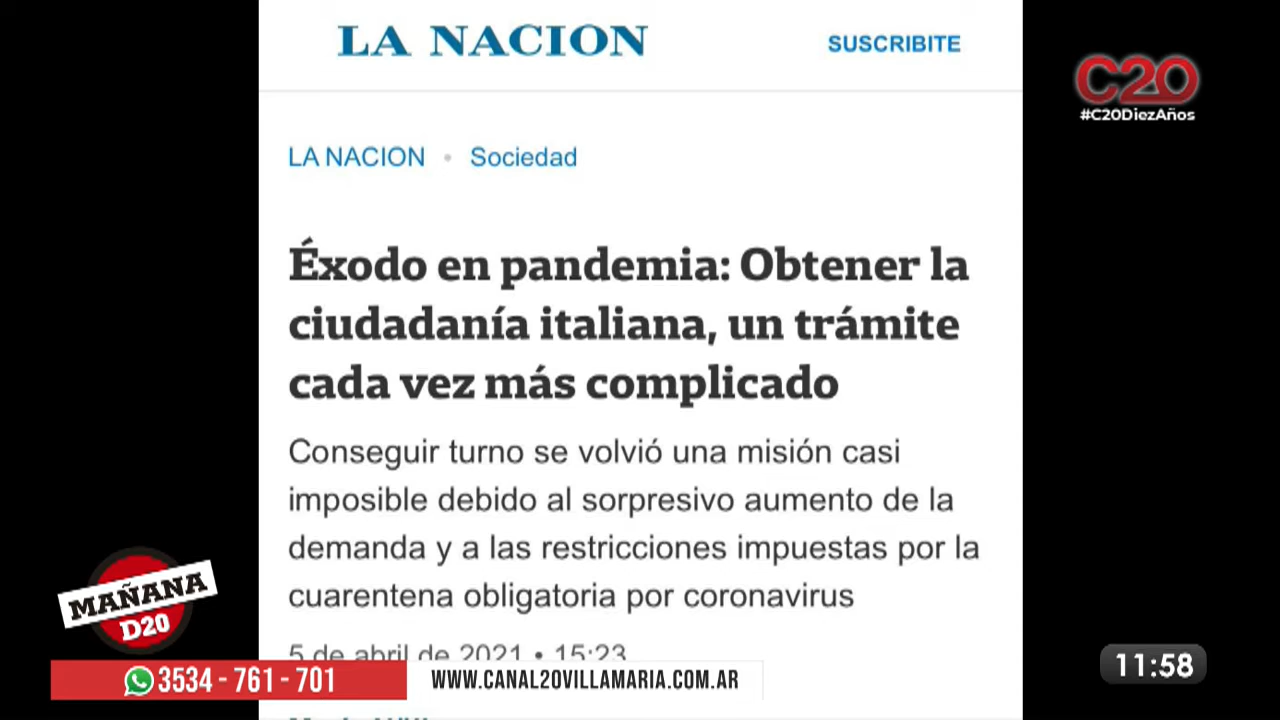 LA NACION
SUSCRIBITE
C20
#C20DiezAños
LA NACION • Sociedad
Éxodo en pandemia: Obtener la
ciudadanía italiana, un trámite
cada vez más complicado
Conseguir turno se volvió una misión casi
imposible debido al sorpresivo aumento de la
demanda y a las restricciones impuestas por la
cuarentena obligatoria por coronavirus
5 de abril de 2021 • 15:23
MAÑANA
D20
3534 - 761 - 701
WWW.CANAL20VILLAMARIA.COM.AR
11:58